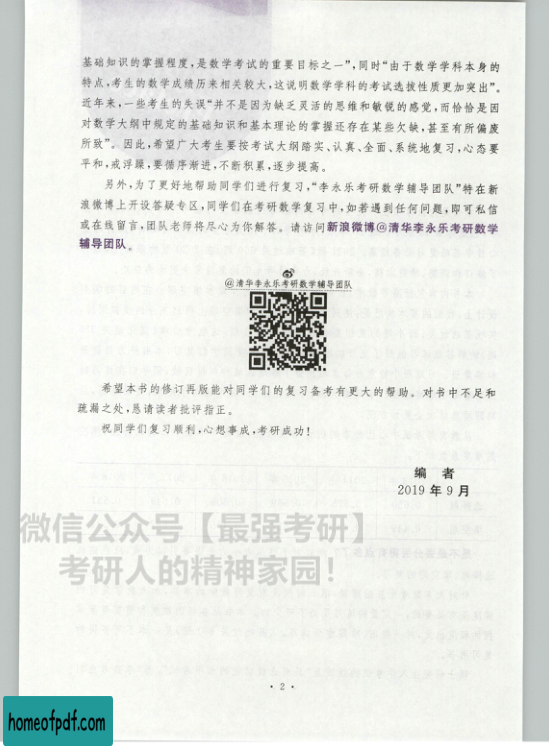 基础知识的掌握程度,是数学考试的重要目标之一”,同时“由于数学学科本身的
特点,考生的数学成绩历来相关较大,这说明数学学科的考试选拔性质更加突出”。
近年来,一些考生的失误“并不是因为缺乏灵活的思维和敏锐的感觉,而恰恰是因
对数学大纲中规定的基础知识和基本理论的掌握还存在某些欠缺,甚至有所偏废
所致”。因此,希望广大考生要按考试大纲踏实、认真、全面、系统地复习,心态要
平和,戒浮躁,要循序渐进,不断积累,逐步提高。
另外,为了更好地帮助同学们进行复习,“李永乐考研数学辅导团队”特在新
浪微博上开设答疑专区,同学们在考研数学复习中,如若遇到任何问题,即可私信
或在线留言,团队老师将尽心为你解答。请访问新浪微博@清华李永乐考研数学
辅导团队。
@清华李永乐考研数学辅导团队
希望本书的修订再版能对同学们的复习备考有更大的帮助。对书中不足和
疏漏之处,恳请读者批评指正。
祝同学们复习顺利,心想事成,考研成功!
编 者
2019 年 9 月
微信公众号【最强考研】
考研人的精神家园!
· 2 ·
homeofpdf.com